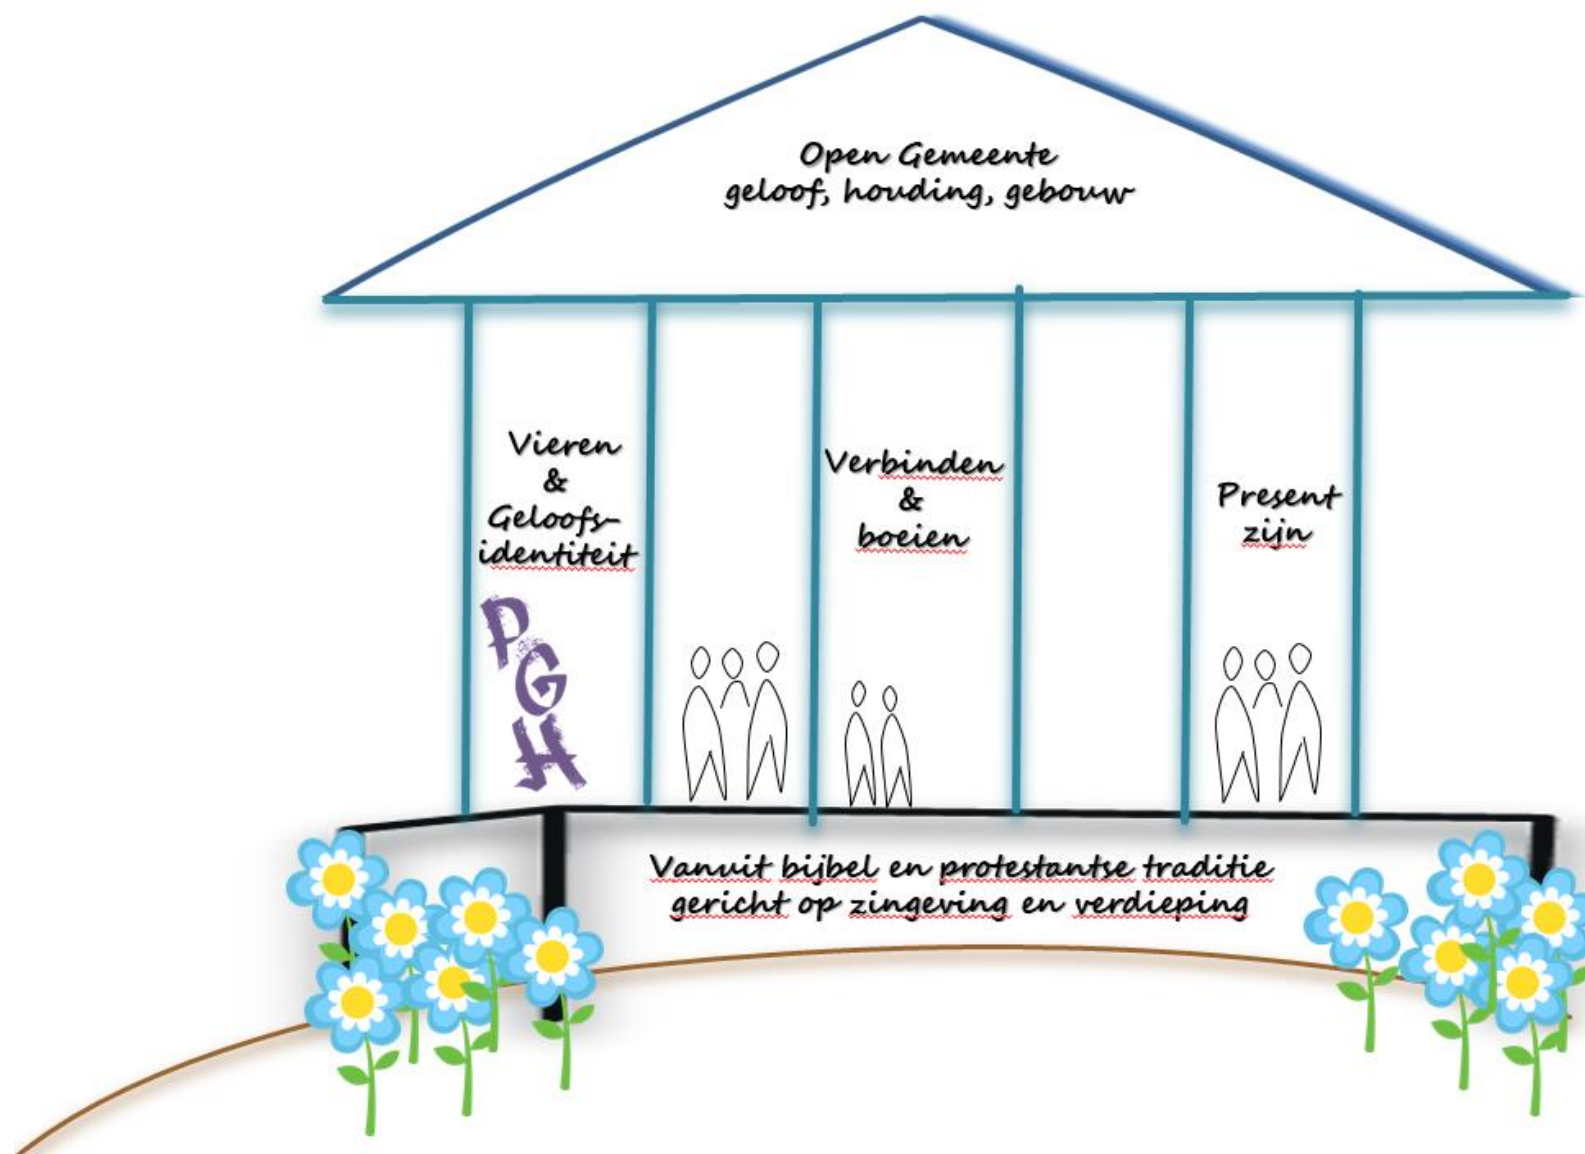 Open Gemeente
geloof, houding, gebouw
Vieren
&
Geloofs-
identiteit
PGH
Verbinden
&
boeien
Present
zijn
Vanuit bijbel en protestantse traditie
gericht op zingeving en verdieping